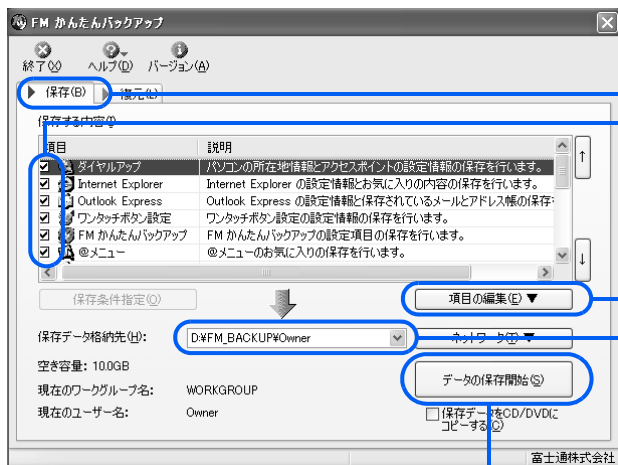 FM かんたんバックアップ
終了(X) ヘルプ(D) バージョン(A)
保存(B) 復元(L)
保存する内容(I)
項目 説明
ダイヤルアップ パソコンの所在地情報とアクセスポイントの設定情報の保存を行います。
Internet Explorer Internet Explorer の設定情報とお気に入りの内容の保存を行います。
Outlook Express Outlook Express の設定情報と保存されているメールとアドレス帳の保存
ワンタッチボタン設定 ワンタッチボタン設定の設定情報の保存を行います。
FM かんたんバックアップ FM かんたんバックアップの設定項目の保存を行います。
@メニュー @メニューのお気に入りの保存を行います。
保存条件指定(O) 項目の編集(E) ▼
保存データ格納先(H): D:¥FM_BACKUP¥Owner ネットワーク(T) ▼
空き容量: 10.0GB
データの保存開始(S)
現在のワークグループ名: WORKGROUP
現在のユーザー名: Owner
保存データをCD/DVDに
コピーする(C)
富士通株式会社